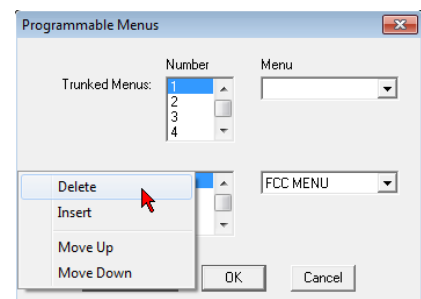 Programmable Menus
Number Menu
Trunked Menus: 1
2
3
4
FCC MENU
Delete
Insert
Move Up
Move Down
OK Cancel